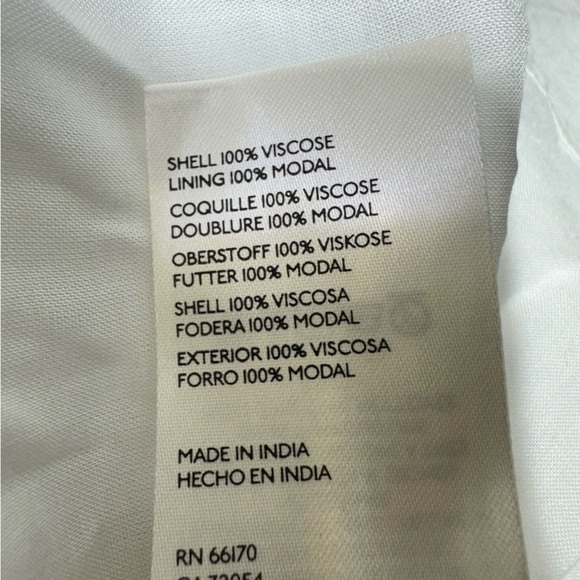 SHELL 100% VISCOSE
LINING 100% MODAL
COQUILLE 100% VISCOSE
DOUBLURE 100% MODAL
OBERSTOFF 100% VISKOSE
FUTTER 100% MODAL
SHELL 100% VISCOSA
FODERA 100% MODAL
EXTERIOR 100% VISCOSA
FORRO 100% MODAL
MADE IN INDIA
HECHO EN INDIA
RN 66170